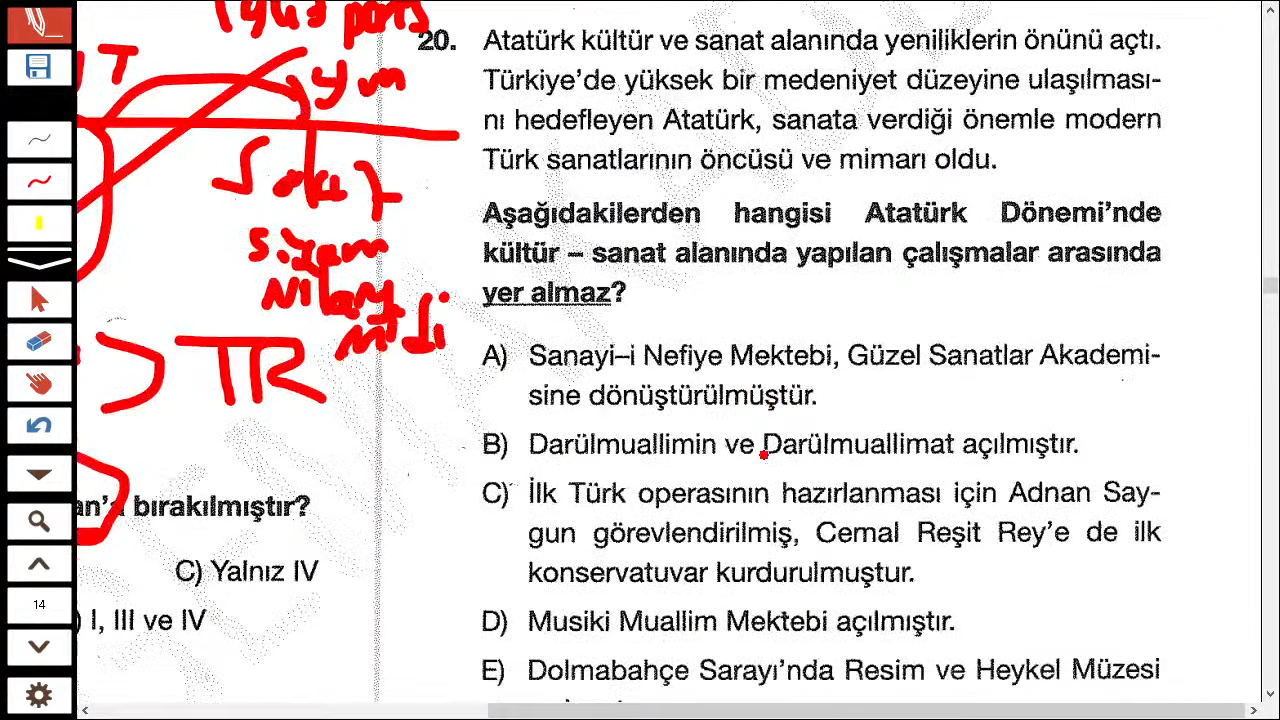 T
yım
TR
an'a bırakılmıştır?
C) Yalnız IV
) I, III ve IV
14
20. Atatürk kültür ve sanat alanında yeniliklerin önünü açtı.
Türkiye'de yüksek bir medeniyet düzeyine ulaşılması-
nı hedefleyen Atatürk, sanata verdiği önemle modern
Türk sanatlarının öncüsü ve mimarı oldu.
Aşağıdakilerden hangisi Atatürk Dönemi'nde
kültür – sanat alanında yapılan çalışmalar arasında
yer almaz?
A) Sanayi–i Nefiye Mektebi, Güzel Sanatlar Akademi-
sine dönüştürülmüştür.
B) Darülmuallimin ve Darülmuallimat açılmıştır.
C) İlk Türk operasının hazırlanması için Adnan Say-
gun görevlendirilmiş, Cemal Reşit Rey'e de ilk
konservatuvar kurdurulmuştur.
D) Musiki Muallim Mektebi açılmıştır.
E) Dolmabahçe Sarayı'nda Resim ve Heykel Müzesi